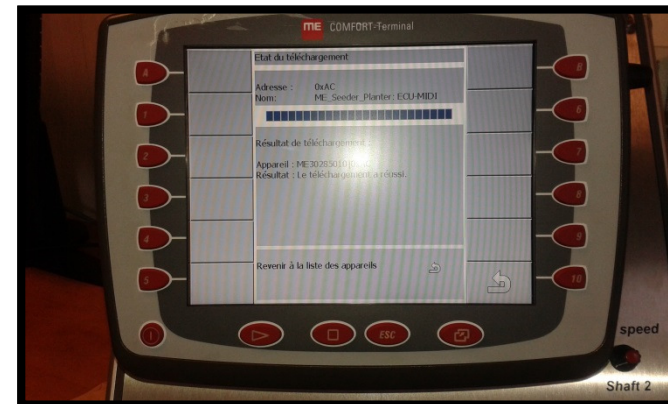 ME COMFORT-Terminal
Etat du téléchargement
Adresse : 0xAC
Nom: ME_Seeder_Planter: ECU-MIDI
Résultat de téléchargement :
Appareil :
Résultat : Le téléchargement a réussi.
Revenir à la liste des appareils
A
1
2
3
4
5
B
6
7
8
9
10
ESC
speed
Shaft 2